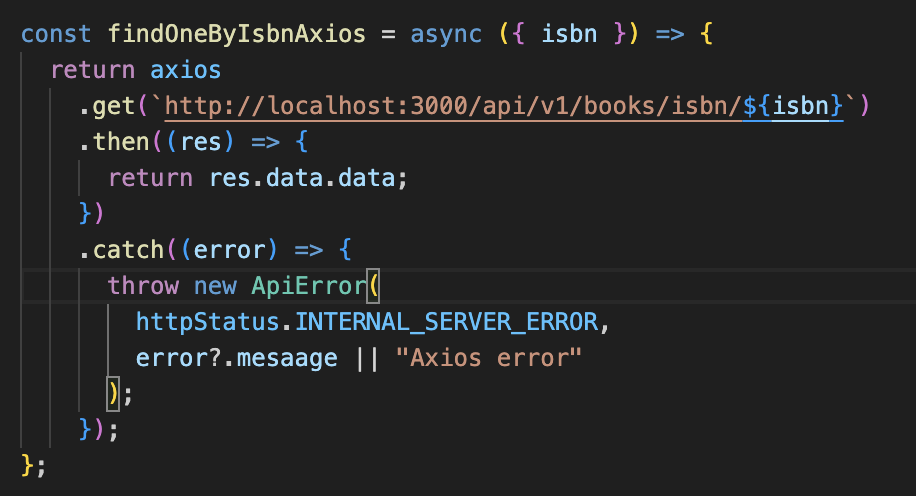 const findOneByIsbnAxios = async ({ isbn }) => {
return axios
.get(`http://localhost:3000/api/v1/books/isbn/${isbn}`)
.then((res) => {
return res.data.data;
})
.catch((error) => {
throw new ApiError(
httpStatus.INTERNAL_SERVER_ERROR,
error?.mesaage || "Axios error"
);
});
};